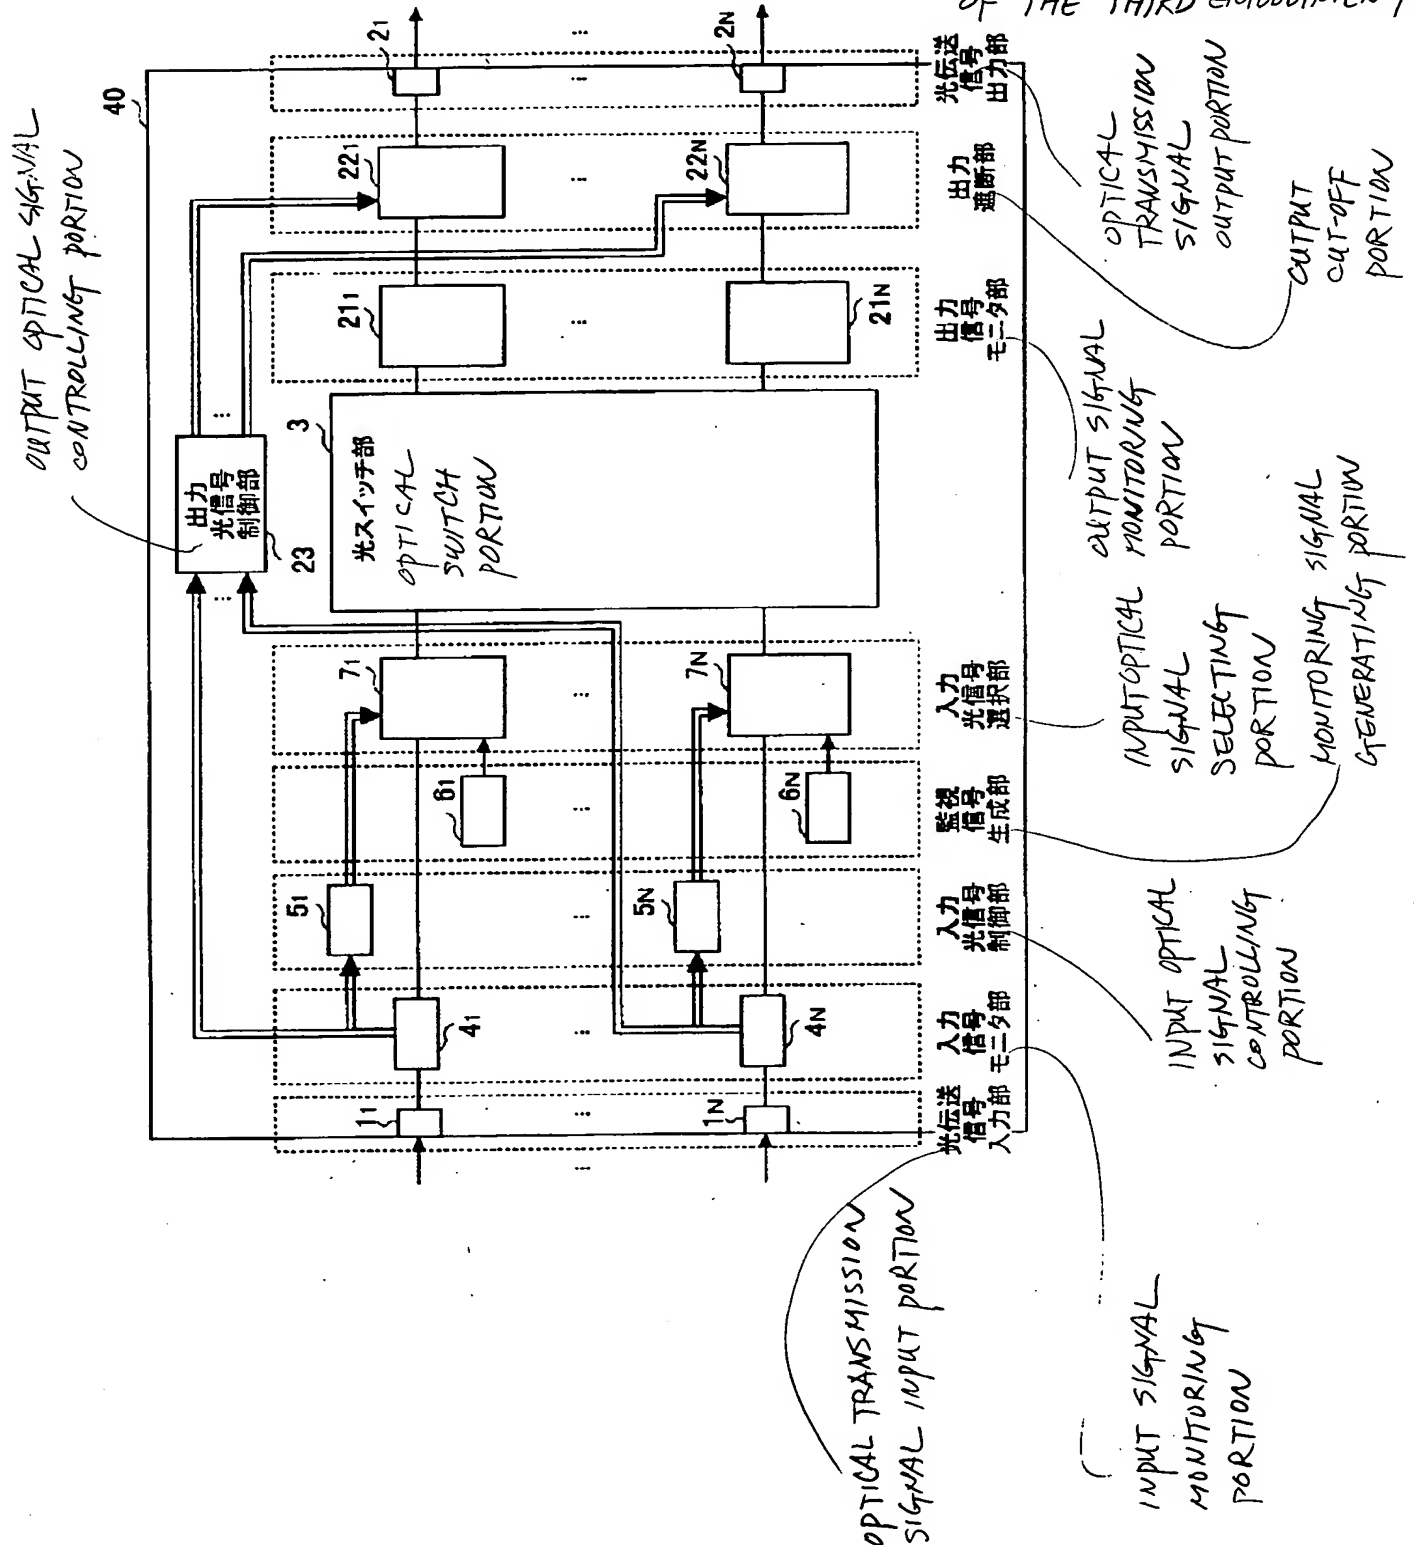 OF THE THIRD EMBODIMENT
OUTPUT OPTICAL SIGNAL
CONTROLLING PORTION
40
出力
光信号
制御部
23
3
光スイッチ部
OPTICAL
SWITCH
PORTION
1₁
4₁
5₁
6₁
7₁
21₁
22₁
2₁
1N
4N
5N
6N
7N
21N
22N
2N
光伝送
信号
入力部
入力
信号
モニタ部
入力
光信号
制御部
監視
信号
生成部
入力
光信号
選択部
出力
信号
モニタ部
出力
遮断部
光伝送
信号
出力部
OPTICAL TRANSMISSION
SIGNAL INPUT PORTION
INPUT SIGNAL
MONITORING
PORTION
INPUT OPTICAL
SIGNAL
CONTROLLING
PORTION
MONITORING SIGNAL
GENERATING PORTION
INPUT OPTICAL
SIGNAL
SELECTING
PORTION
OUTPUT SIGNAL
MONITORING
PORTION
OUTPUT
CUT-OFF
PORTION
OPTICAL
TRANSMISSION
SIGNAL
OUTPUT PORTION